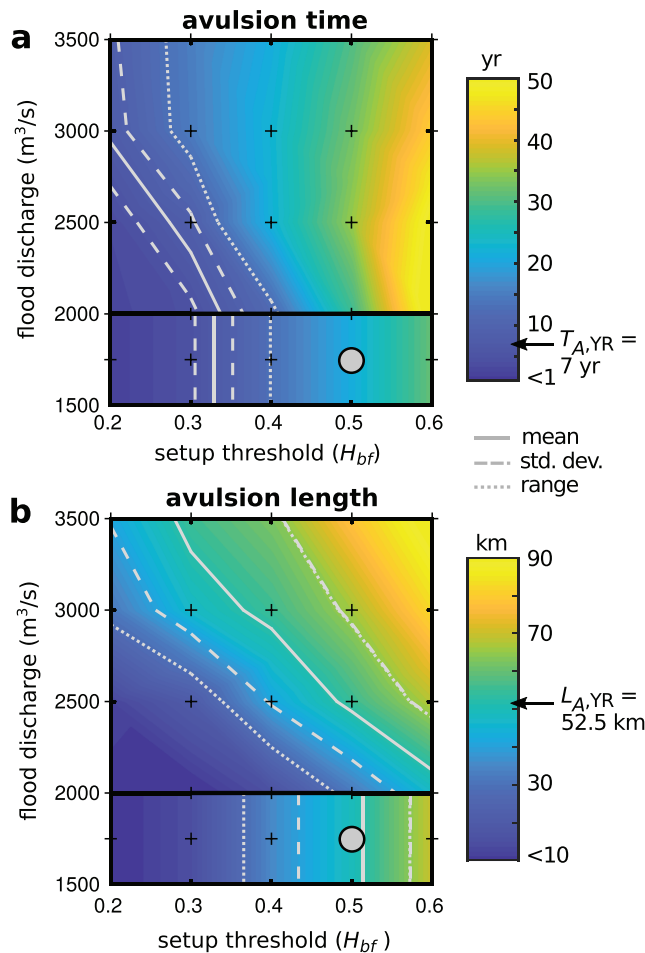 avulsion time
a
3500
3000
2500
2000
1500
flood discharge (m³/s)
0.2 0.3 0.4 0.5 0.6
setup threshold (H_bf)
yr
50
40
30
20
10
<1
T_A,YR =
7 yr
mean
std. dev.
range
avulsion length
b
3500
3000
2500
2000
1500
flood discharge (m³/s)
0.2 0.3 0.4 0.5 0.6
setup threshold (H_bf )
km
90
70
30
<10
L_A,YR =
52.5 km